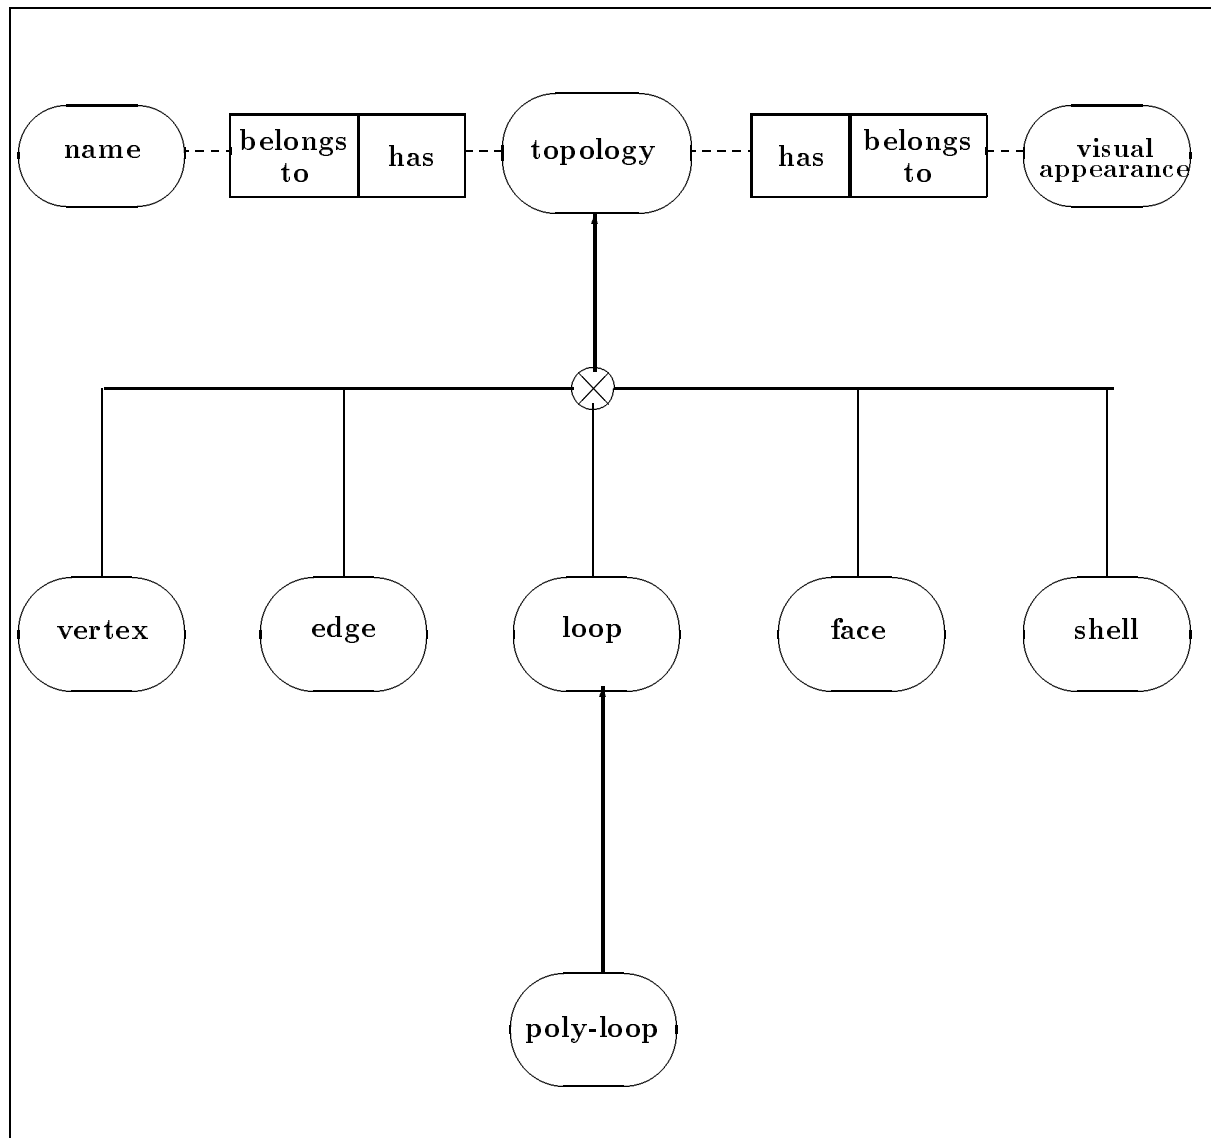 name
belongs
to
has
topology
has
belongs
to
visual
appearance
vertex
edge
loop
face
shell
poly-loop